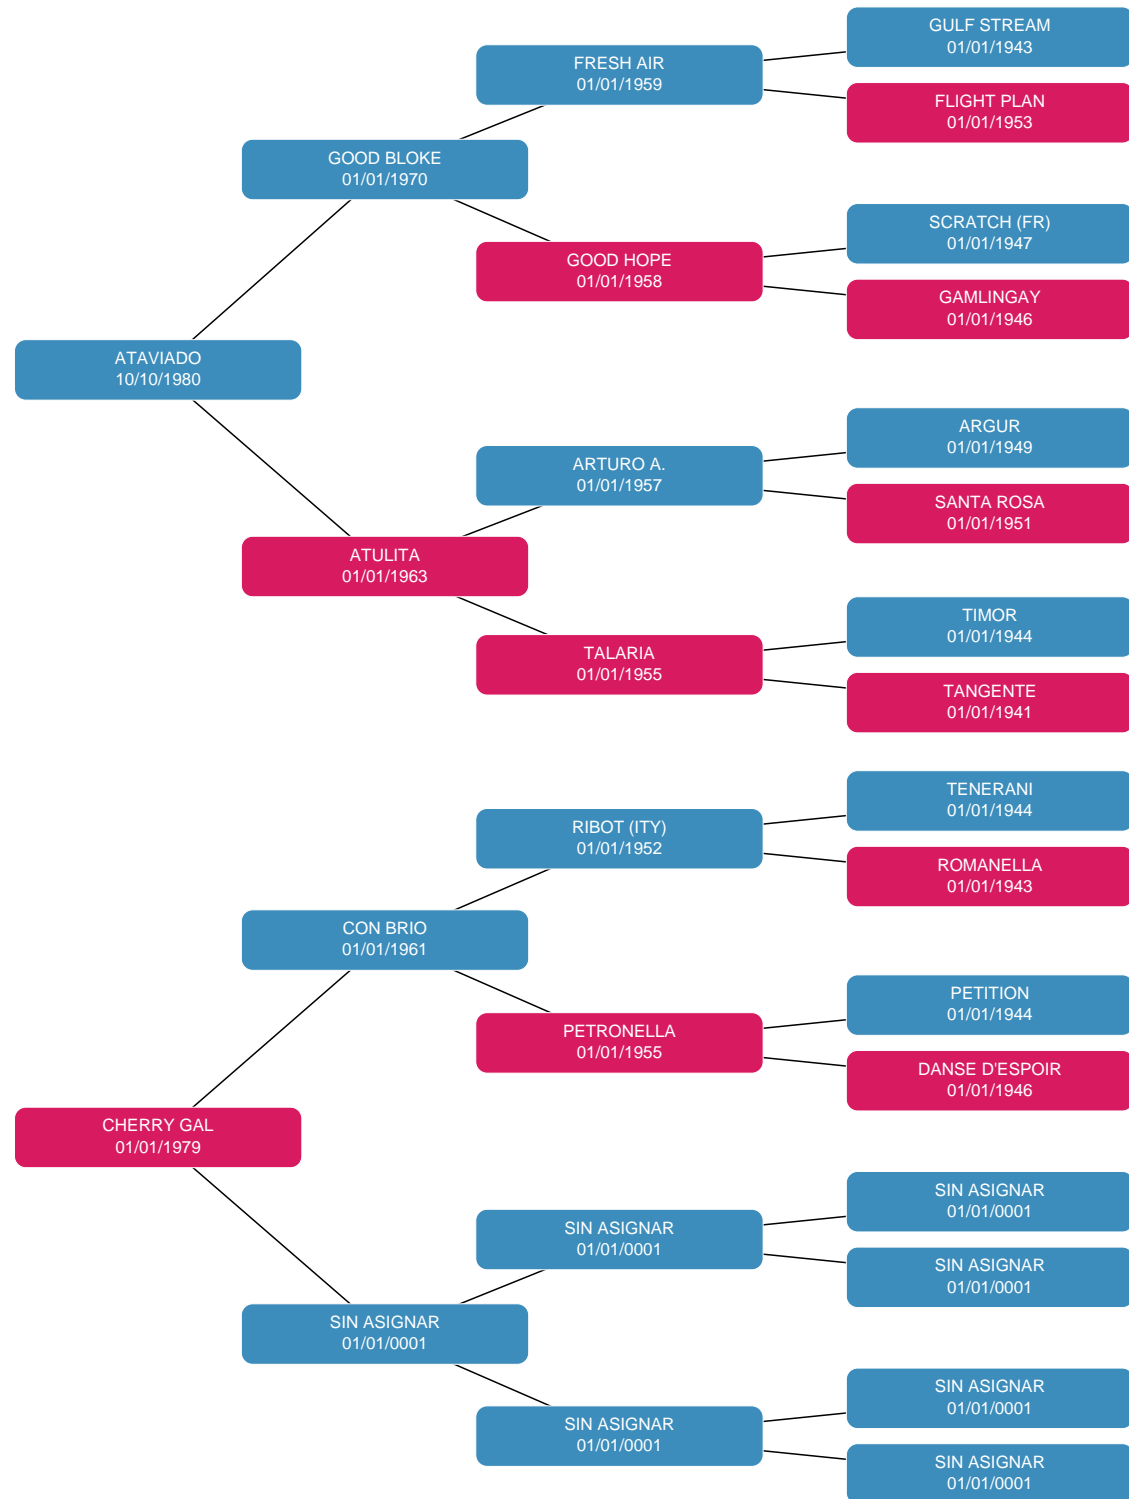 GULF STREAM
01/01/1943
FRESH AIR
01/01/1959
FLIGHT PLAN
01/01/1953
GOOD BLOKE
01/01/1970
SCRATCH (FR)
01/01/1947
GOOD HOPE
01/01/1958
GAMLINGAY
01/01/1946
ATAVIADO
10/10/1980
ARGUR
01/01/1949
ARTURO A.
01/01/1957
SANTA ROSA
01/01/1951
ATULITA
01/01/1963
TIMOR
01/01/1944
TALARIA
01/01/1955
TANGENTE
01/01/1941
TENERANI
01/01/1944
RIBOT (ITY)
01/01/1952
ROMANELLA
01/01/1943
CON BRIO
01/01/1961
PETITION
01/01/1944
PETRONELLA
01/01/1955
DANSE D'ESPOIR
01/01/1946
CHERRY GAL
01/01/1979
SIN ASIGNAR
01/01/0001
SIN ASIGNAR
01/01/0001
SIN ASIGNAR
01/01/0001
SIN ASIGNAR
01/01/0001
SIN ASIGNAR
01/01/0001
SIN ASIGNAR
01/01/0001
SIN ASIGNAR
01/01/0001